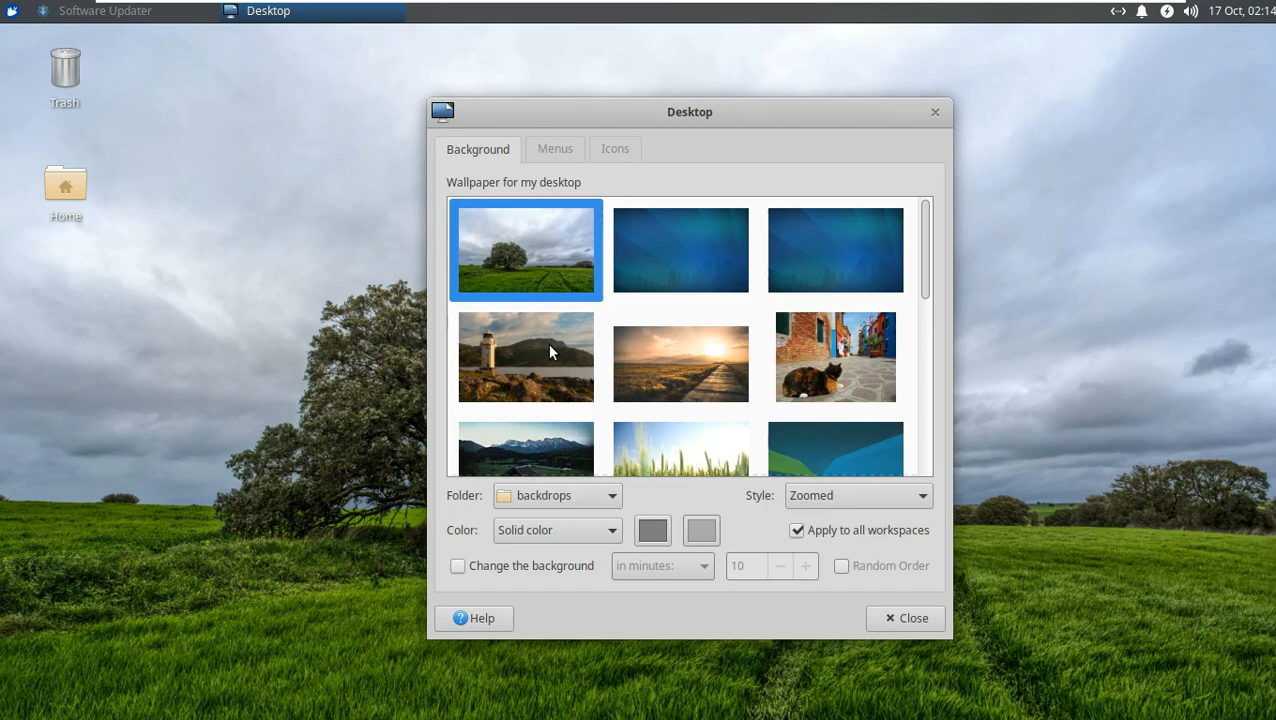 Software Updater
Desktop
17 Oct, 02:14
Trash
Home
Desktop
Background
Menus
Icons
Wallpaper for my desktop
Folder:
backdrops
Style:
Zoomed
Color:
Solid color
Apply to all workspaces
Change the background
in minutes:
10
Random Order
Help
Close